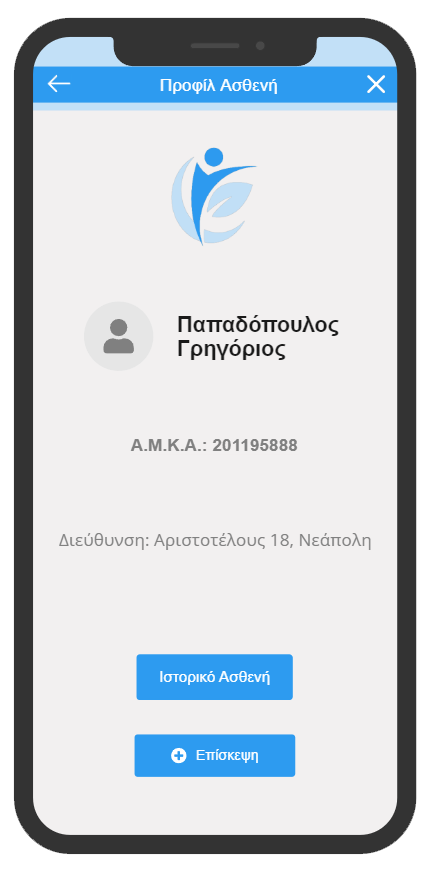 Προφίλ Ασθενή
Παπαδόπουλος
Γρηγόριος
Α.Μ.Κ.Α.: 201195888
Διεύθυνση: Αριστοτέλους 18, Νεάπολη
Ιστορικό Ασθενή
Επίσκεψη